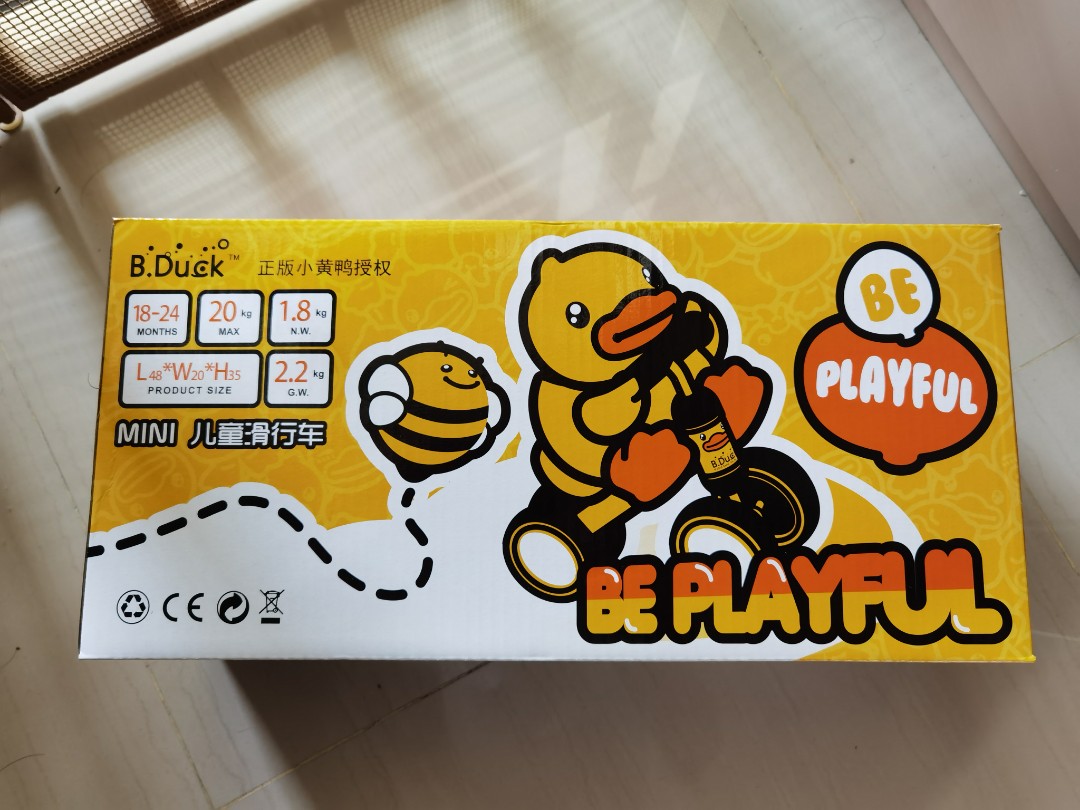 B.Duck™ 正版小黄鸭授权
18-24 MONTHS
20 kg MAX
1.8 kg N.W.
L48*W20*H35 PRODUCT SIZE
2.2 kg G.W.
MINI 儿童滑行车
BE
PLAYFUL
B.Duck
CE
BE PLAYFUL